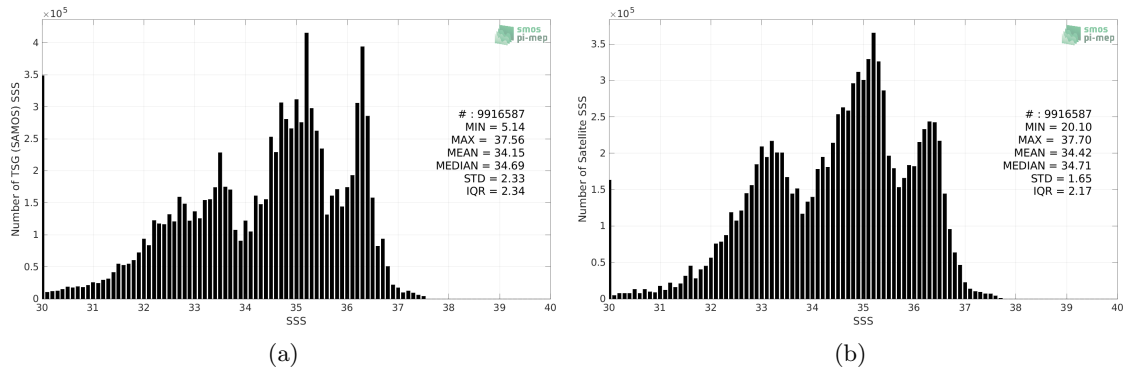 ×10⁵
smos
pi-mep
4
3.5
3
2.5
2
1.5
1
0.5
0
Number of TSG (SAMOS) SSS
# : 9916587
MIN = 5.14
MAX = 37.56
MEAN = 34.15
MEDIAN = 34.69
STD = 2.33
IQR = 2.34
30 31 32 33 34 35 36 37 38 39 40
SSS
(a)
×10⁵
smos
pi-mep
3.5
3
2.5
2
1.5
1
0.5
0
Number of Satellite SSS
# : 9916587
MIN = 20.10
MAX = 37.70
MEAN = 34.42
MEDIAN = 34.71
STD = 1.65
IQR = 2.17
30 31 32 33 34 35 36 37 38 39 40
SSS
(b)